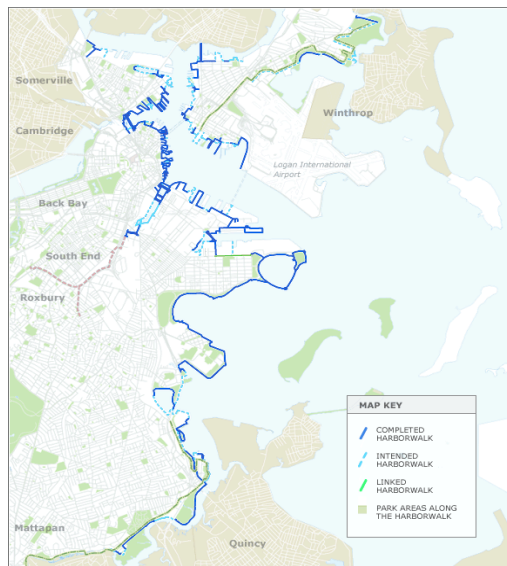 Somerville
Winthrop
Cambridge
Logan International
Airport
Back Bay
South End
Roxbury
MAP KEY
COMPLETED
HARBORWALK
INTENDED
HARBORWALK
LINKED
HARBORWALK
PARK AREAS ALONG
THE HARBORWALK
Mattapan
Quincy